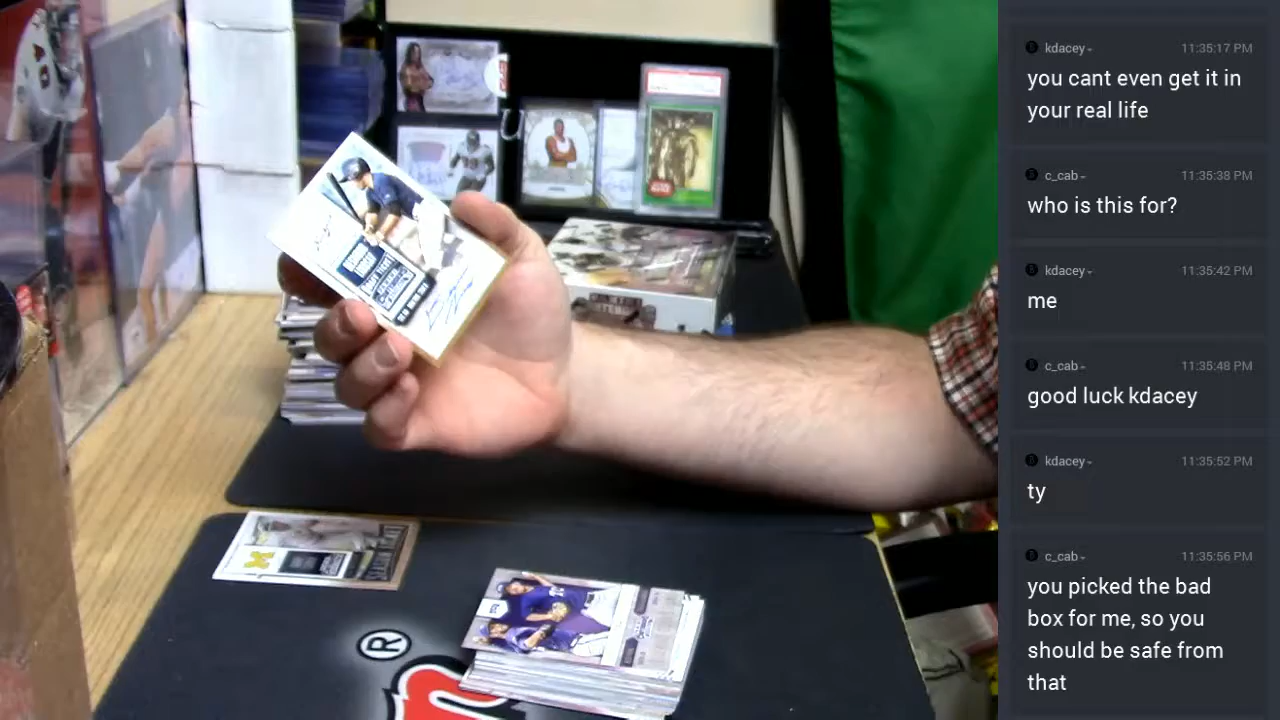 kdacey
11:35:17 PM
you cant even get it in
your real life
c_cab
11:35:38 PM
who is this for?
kdacey
11:35:42 PM
me
c_cab
11:35:48 PM
good luck kdacey
kdacey
11:35:52 PM
ty
c_cab
11:35:56 PM
you picked the bad
box for me, so you
should be safe from
that
®